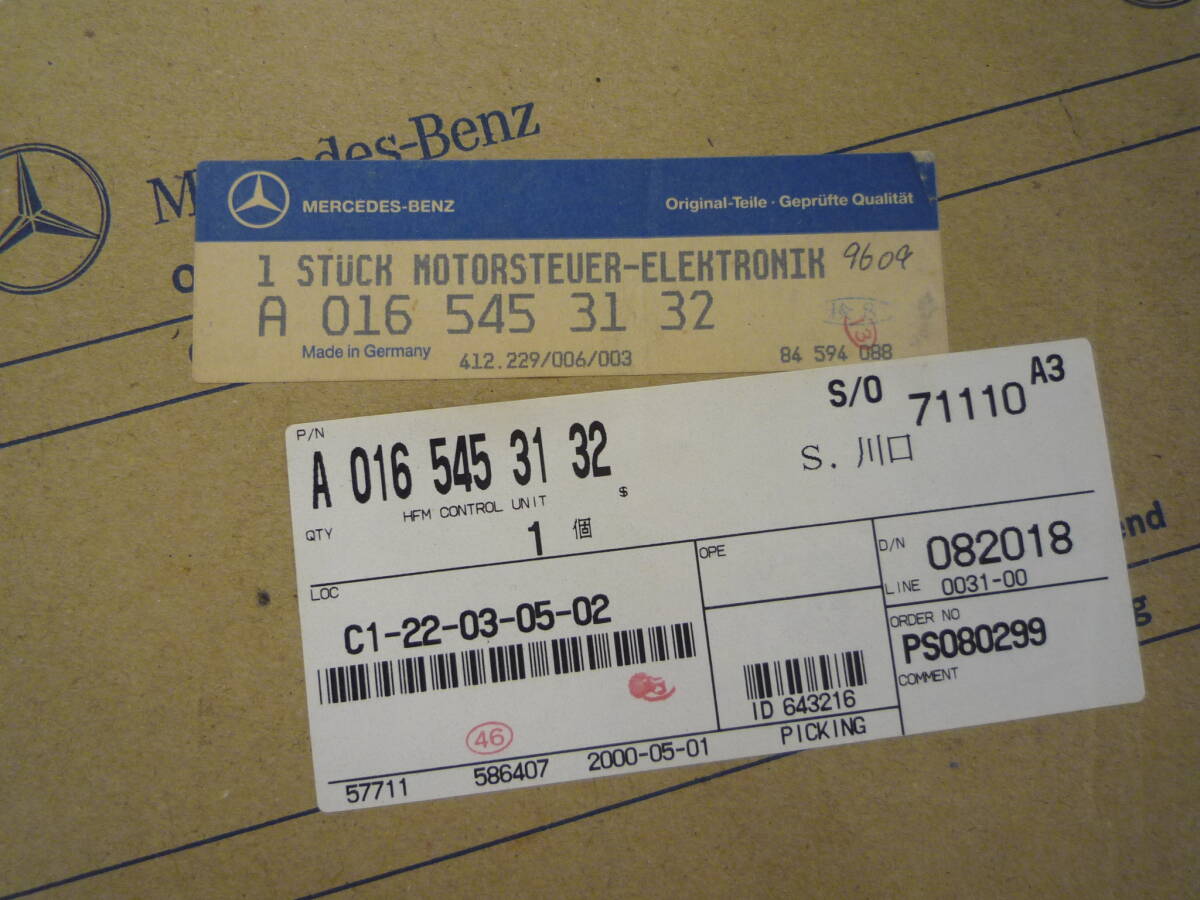 Mercedes-Benz
MERCEDES-BENZ
Original-Teile · Geprüfte Qualität
1 STÜCK MOTORSTEUER-ELEKTRONIK
9609
A 016 545 31 32
Made in Germany
412.229/006/003
84 594 088
P/N
A 016 545 31 32
S/O 71110 A3
HFM CONTROL UNIT
$
S. 川口
QTY
1 個
LOC
C1-22-03-05-02
OPE
D/N 082018
LINE 0031-00
ORDER NO
PS080299
COMMENT
ID 643216
46
57711 586407 2000-05-01 PICKING